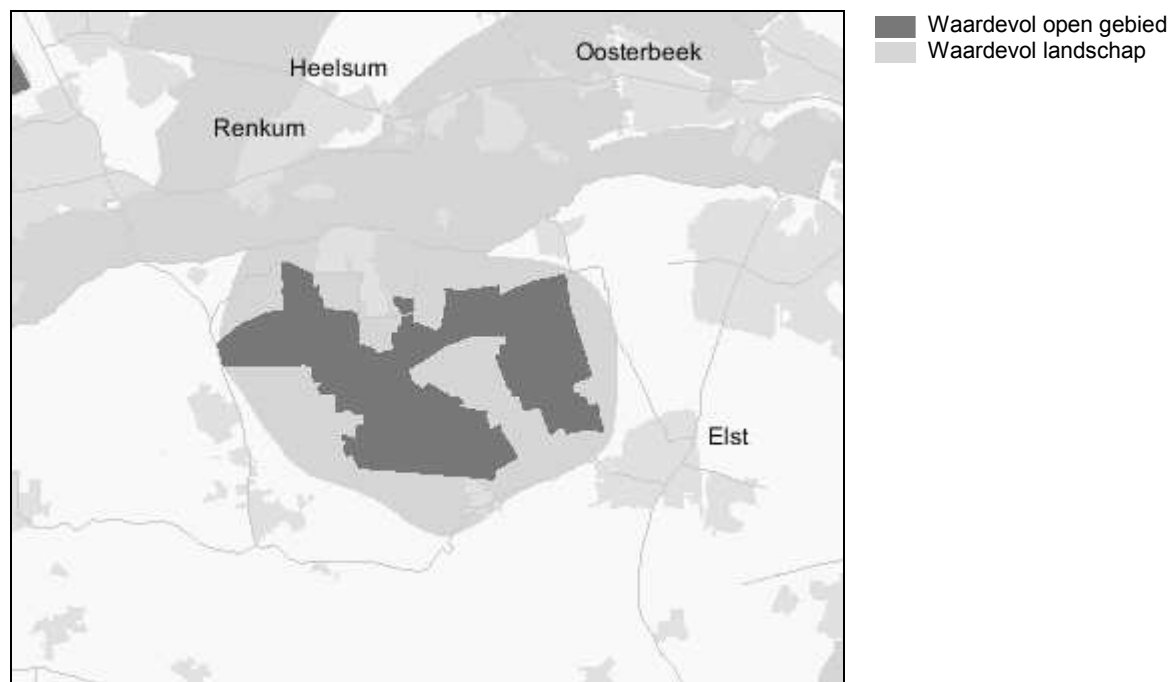 Waardevol open gebied
Waardevol landschap
Oosterbeek
Heelsum
Renkum
Elst